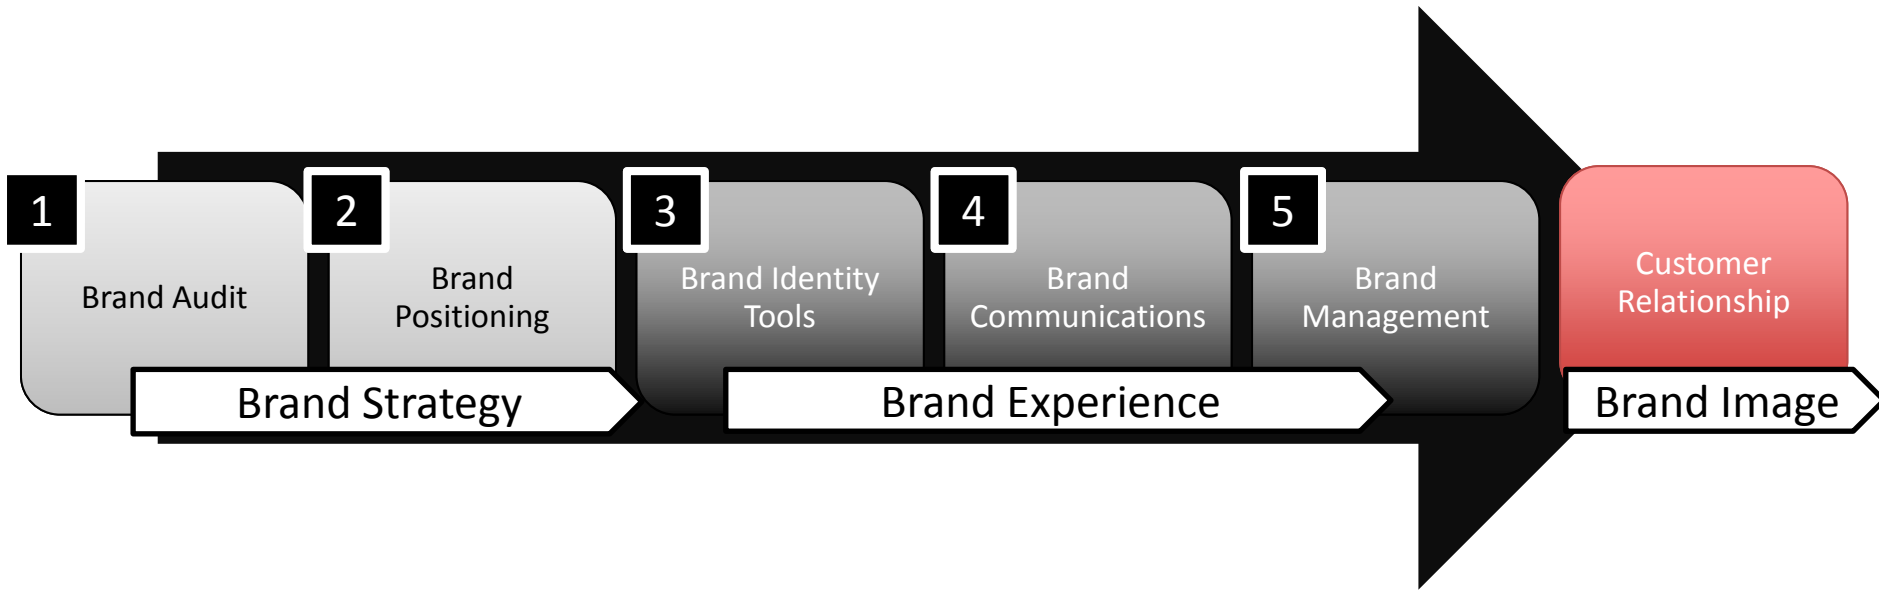 1
Brand Audit
2
Brand
Positioning
3
Brand Identity
Tools
4
Brand
Communications
5
Brand
Management
Customer
Relationship
Brand Strategy
Brand Experience
Brand Image